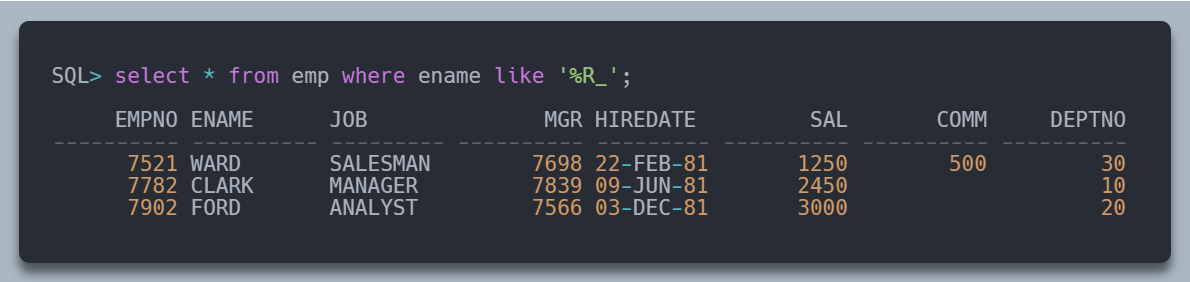 SQL> select * from emp where ename like '%R_';
     EMPNO ENAME      JOB              MGR HIREDATE         SAL       COMM     DEPTNO
---------- ---------- --------- ---------- --------- ---------- ---------- ----------
      7521 WARD       SALESMAN        7698 22-FEB-81       1250        500         30
      7782 CLARK      MANAGER         7839 09-JUN-81       2450                    10
      7902 FORD       ANALYST         7566 03-DEC-81       3000                    20